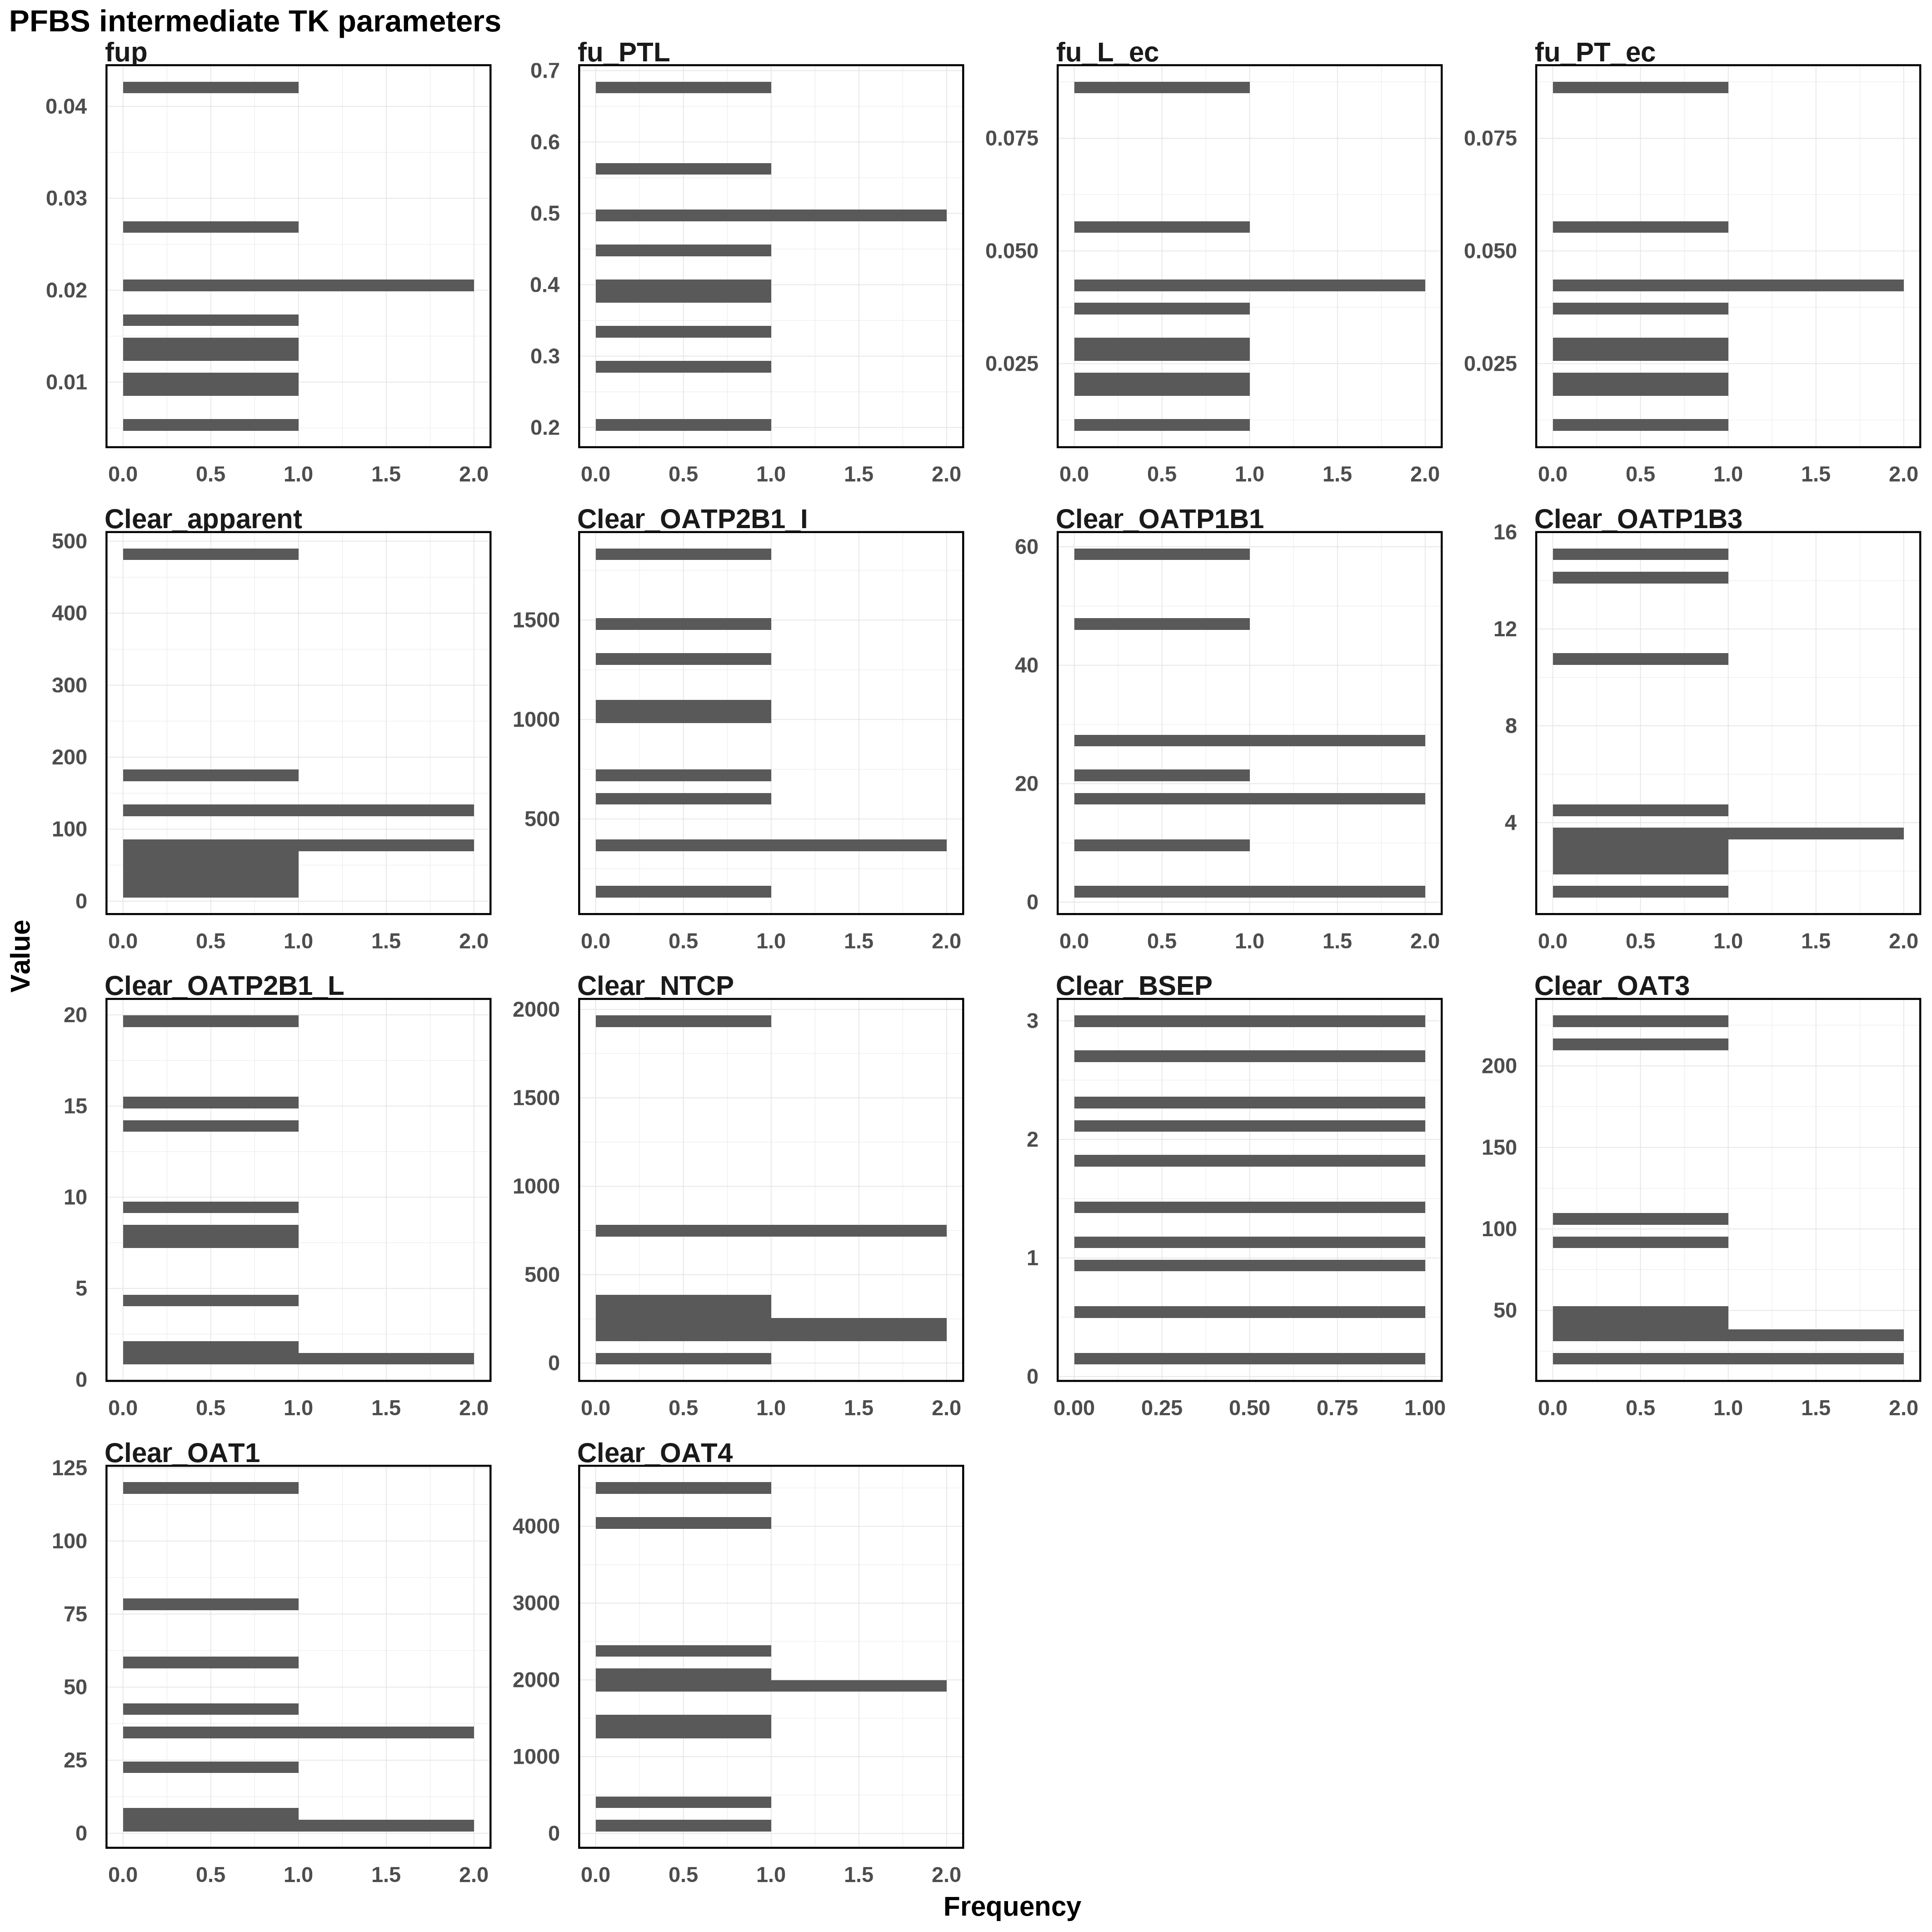 PFBS intermediate TK parameters
fup fu_PTL fu_L_ec fu_PT_ec
0.04 0.03 0.02 0.01
0.7 0.6 0.5 0.4 0.3 0.2
0.075 0.050 0.025
0.075 0.050 0.025
0.0 0.5 1.0 1.5 2.0 0.0 0.5 1.0 1.5 2.0 0.0 0.5 1.0 1.5 2.0 0.0 0.5 1.0 1.5 2.0
Clear_apparent Clear_OATP2B1_I Clear_OATP1B1 Clear_OATP1B3
500 400 300 200 100 0
1500 1000 500
60 40 20 0
16 12 8 4
0.0 0.5 1.0 1.5 2.0 0.0 0.5 1.0 1.5 2.0 0.0 0.5 1.0 1.5 2.0 0.0 0.5 1.0 1.5 2.0
Value
Clear_OATP2B1_L Clear_NTCP Clear_BSEP Clear_OAT3
20 15 10 5 0
2000 1500 1000 500 0
3 2 1 0
200 150 100 50
0.0 0.5 1.0 1.5 2.0 0.0 0.5 1.0 1.5 2.0 0.00 0.25 0.50 0.75 1.00 0.0 0.5 1.0 1.5 2.0
Clear_OAT1 Clear_OAT4
125 100 75 50 25 0
4000 3000 2000 1000 0
0.0 0.5 1.0 1.5 2.0 0.0 0.5 1.0 1.5 2.0
Frequency